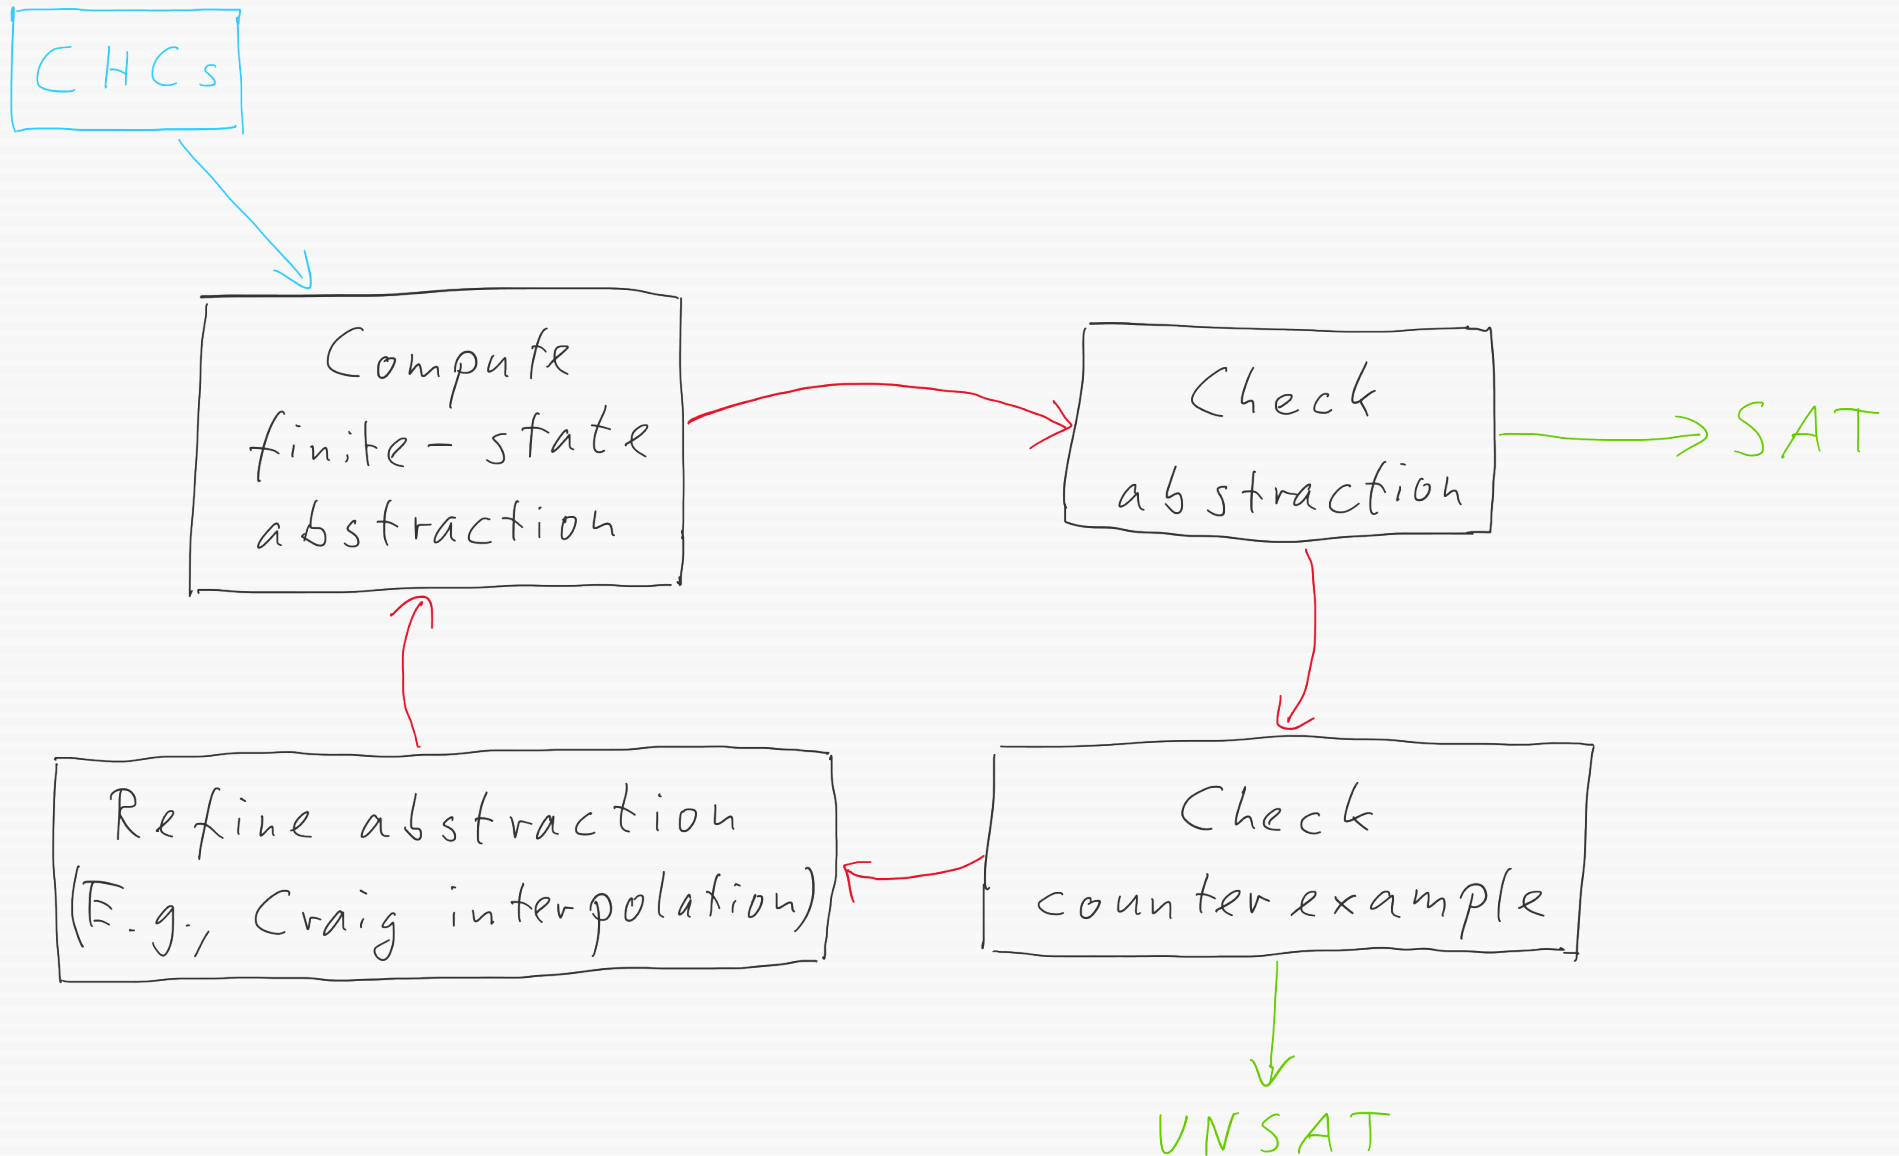 CHCs
Compute
finite-state
abstraction
Check
abstraction
SAT
Refine abstraction
(E.g., Craig interpolation)
Check
counterexample
UNSAT